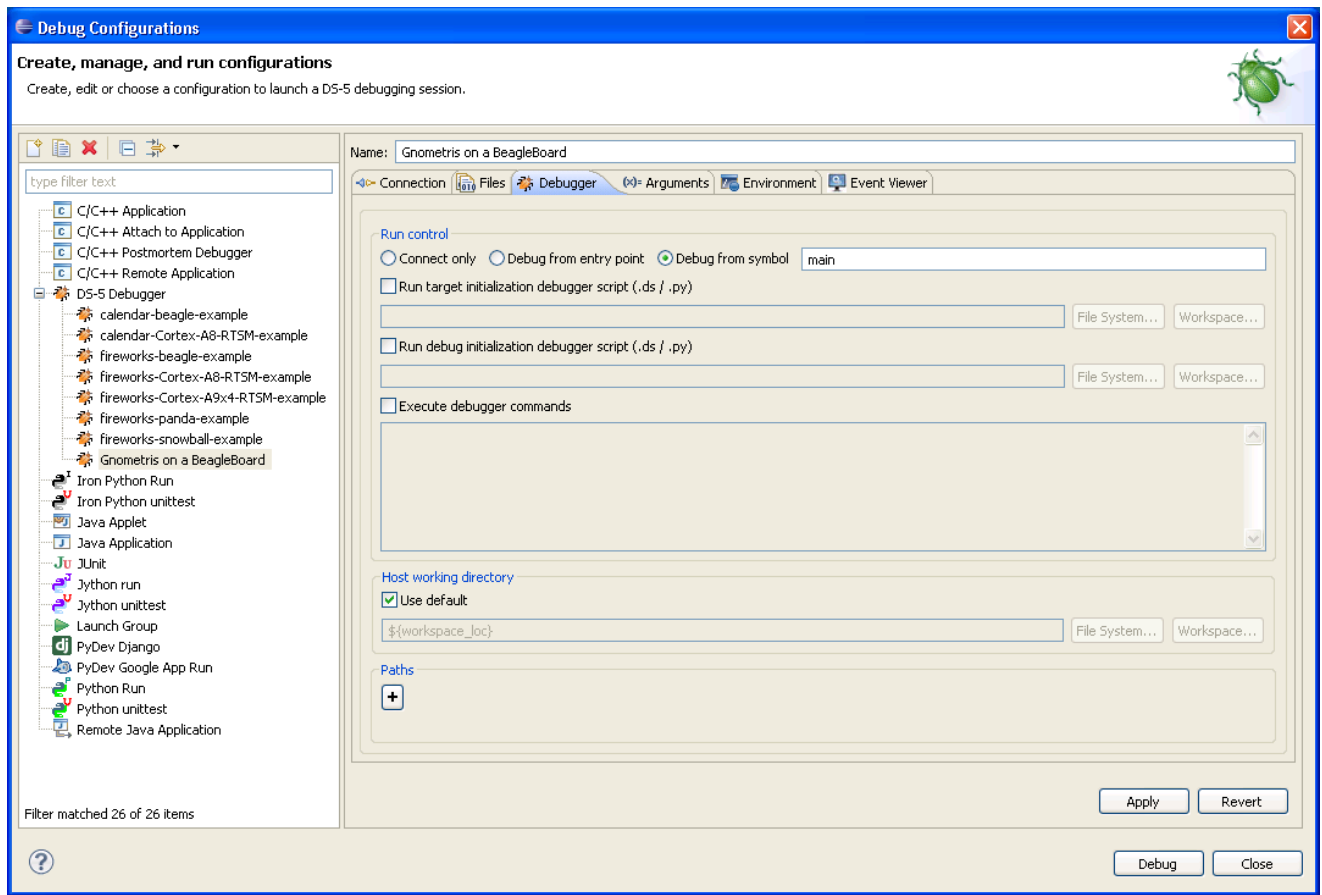 Debug Configurations
Create, manage, and run configurations
Create, edit or choose a configuration to launch a DS-5 debugging session.
type filter text
C/C++ Application
C/C++ Attach to Application
C/C++ Postmortem Debugger
C/C++ Remote Application
DS-5 Debugger
calendar-beagle-example
calendar-Cortex-A8-RTSM-example
fireworks-beagle-example
fireworks-Cortex-A8-RTSM-example
fireworks-Cortex-A9x4-RTSM-example
fireworks-panda-example
fireworks-snowball-example
Gnometris on a BeagleBoard
Iron Python Run
Iron Python unittest
Java Applet
Java Application
JUnit
Jython run
Jython unittest
Launch Group
PyDev Django
PyDev Google App Run
Python Run
Python unittest
Remote Java Application
Filter matched 26 of 26 items
Name: Gnometris on a BeagleBoard
Connection Files Debugger (x)= Arguments Environment Event Viewer
Run control
Connect only Debug from entry point Debug from symbol main
Run target initialization debugger script (.ds / .py)
File System... Workspace...
Run debug initialization debugger script (.ds / .py)
File System... Workspace...
Execute debugger commands
Host working directory
Use default
${workspace_loc} File System... Workspace...
Paths
+
Apply Revert
? Debug Close